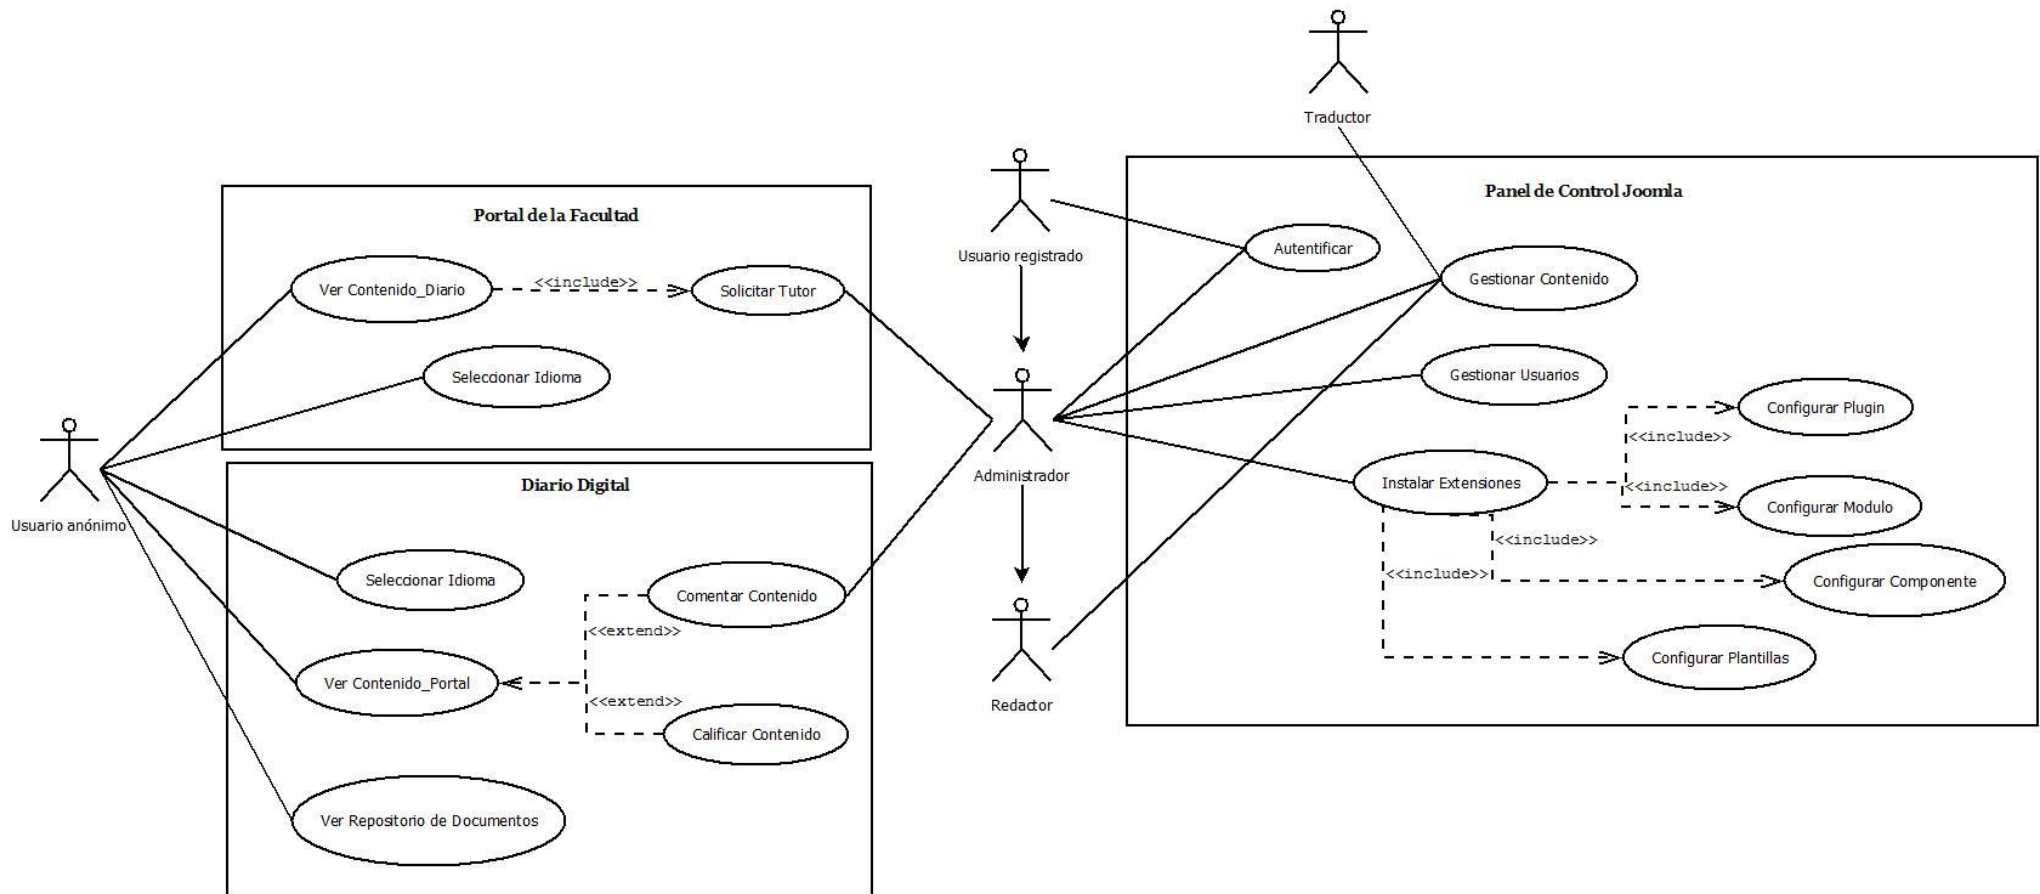 Traductor
Usuario registrado
Administrador
Redactor
Usuario anónimo
Portal de la Facultad
Ver Contenido_Diario
<<include>>
Solicitar Tutor
Seleccionar Idioma
Diario Digital
Seleccionar Idioma
Comentar Contenido
<<extend>>
Ver Contenido_Portal
<<extend>>
Calificar Contenido
Ver Repositorio de Documentos
Panel de Control Joomla
Autentificar
Gestionar Contenido
Gestionar Usuarios
Configurar Plugin
<<include>>
Instalar Extensiones
<<include>>
Configurar Modulo
<<include>>
<<include>>
Configurar Componente
Configurar Plantillas